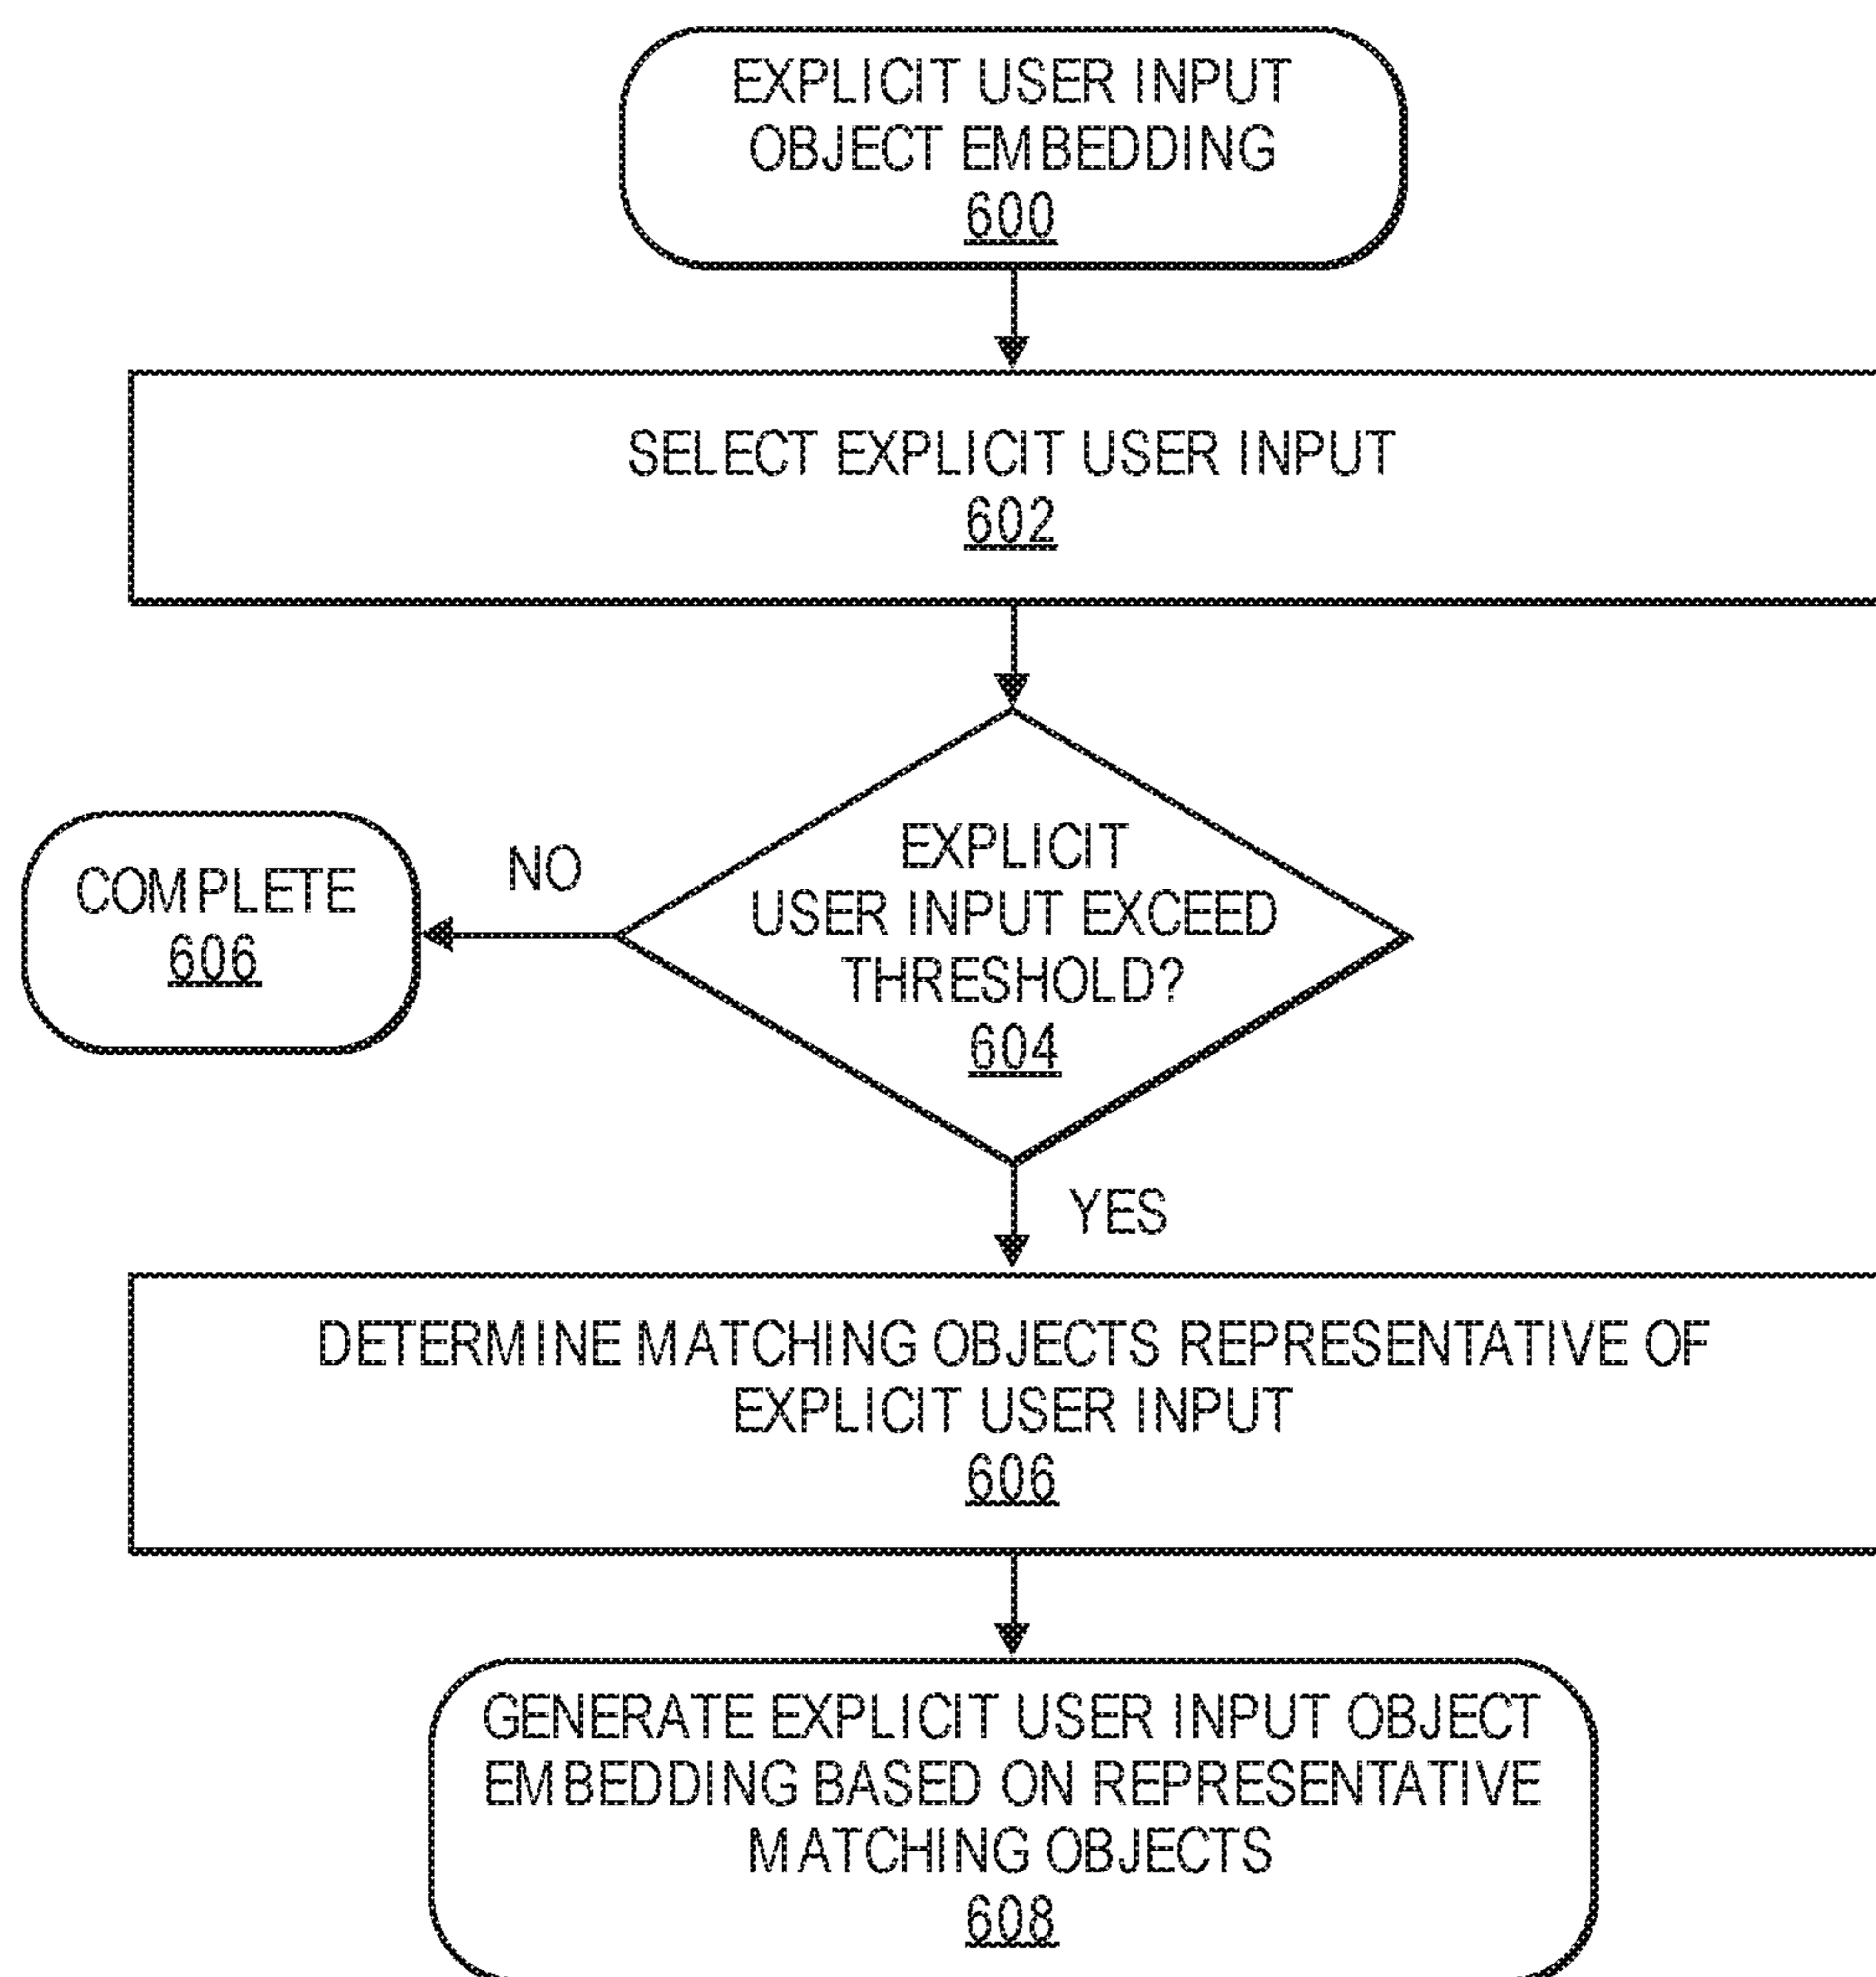 EXPLICIT USER INPUT
OBJECT EMBEDDING
600
SELECT EXPLICIT USER INPUT
602
EXPLICIT
USER INPUT EXCEED
THRESHOLD?
604
NO
COMPLETE
606
YES
DETERMINE MATCHING OBJECTS REPRESENTATIVE OF
EXPLICIT USER INPUT
606
GENERATE EXPLICIT USER INPUT OBJECT
EMBEDDING BASED ON REPRESENTATIVE
MATCHING OBJECTS
608